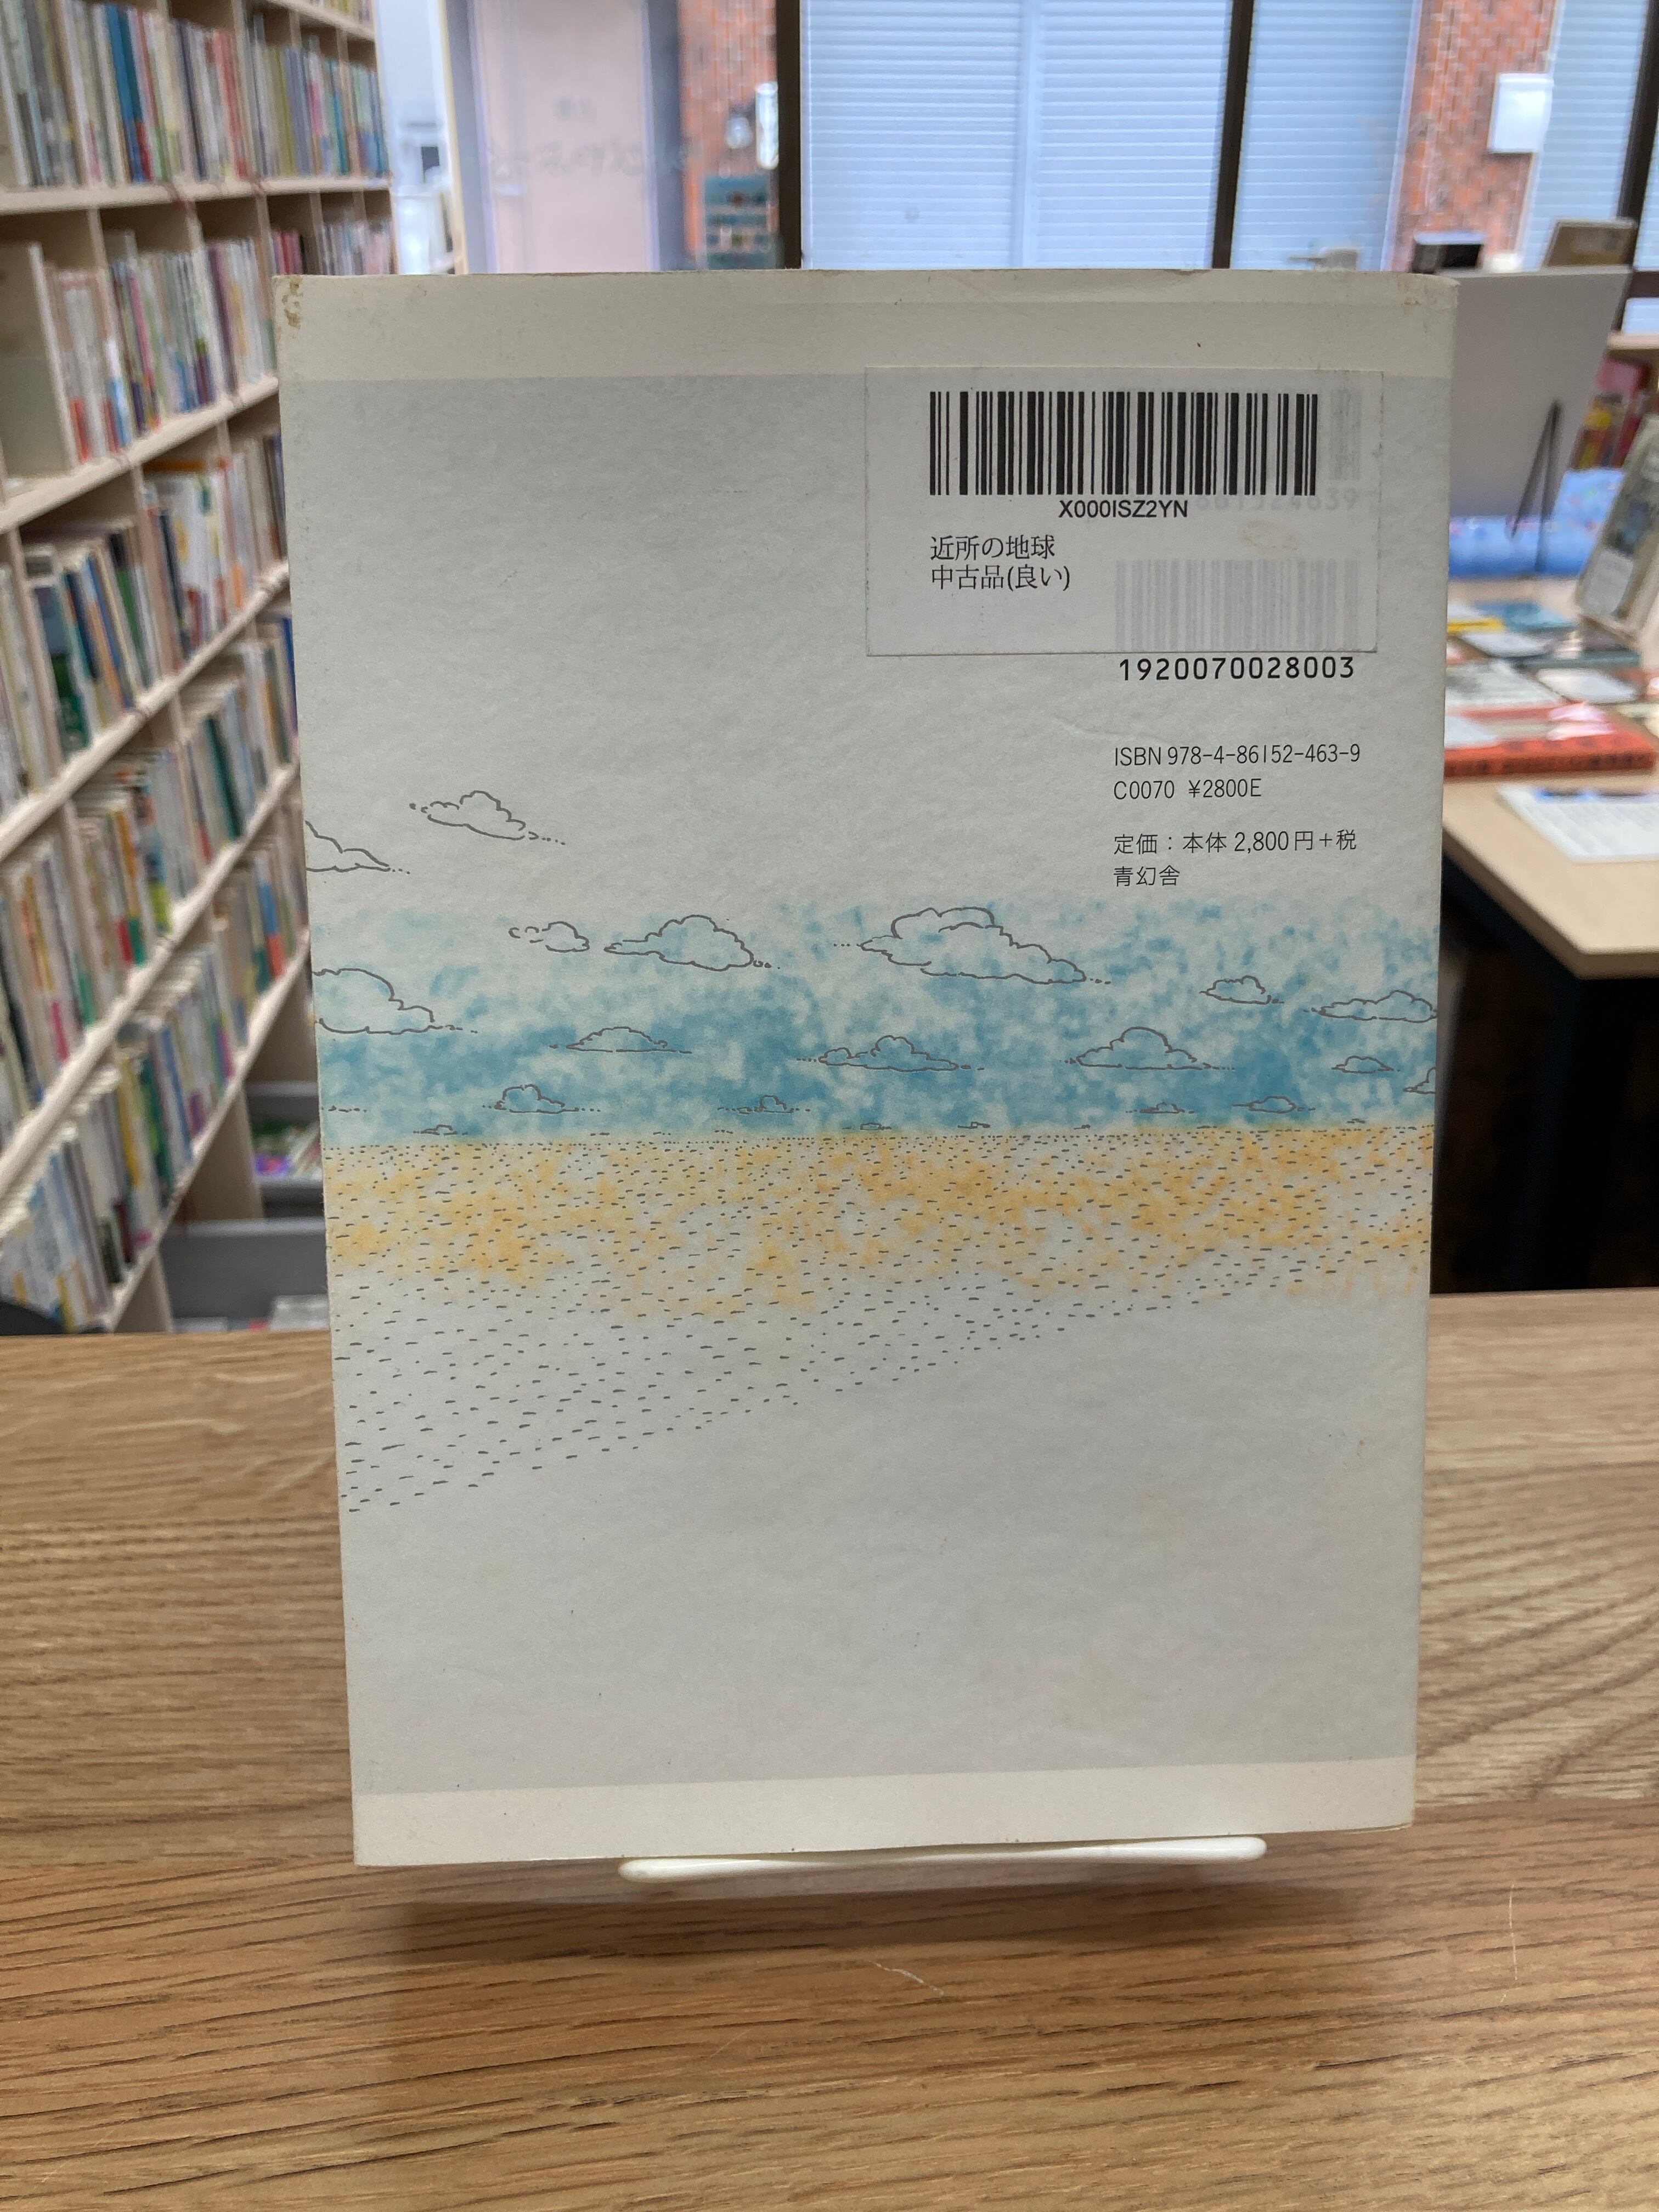 X000ISZ2YN
近所の地球
中古品(良い)
1920070028003
ISBN 978-4-86152-463-9
C0070 ¥2800E
定価：本体 2,800円＋税
青幻舎